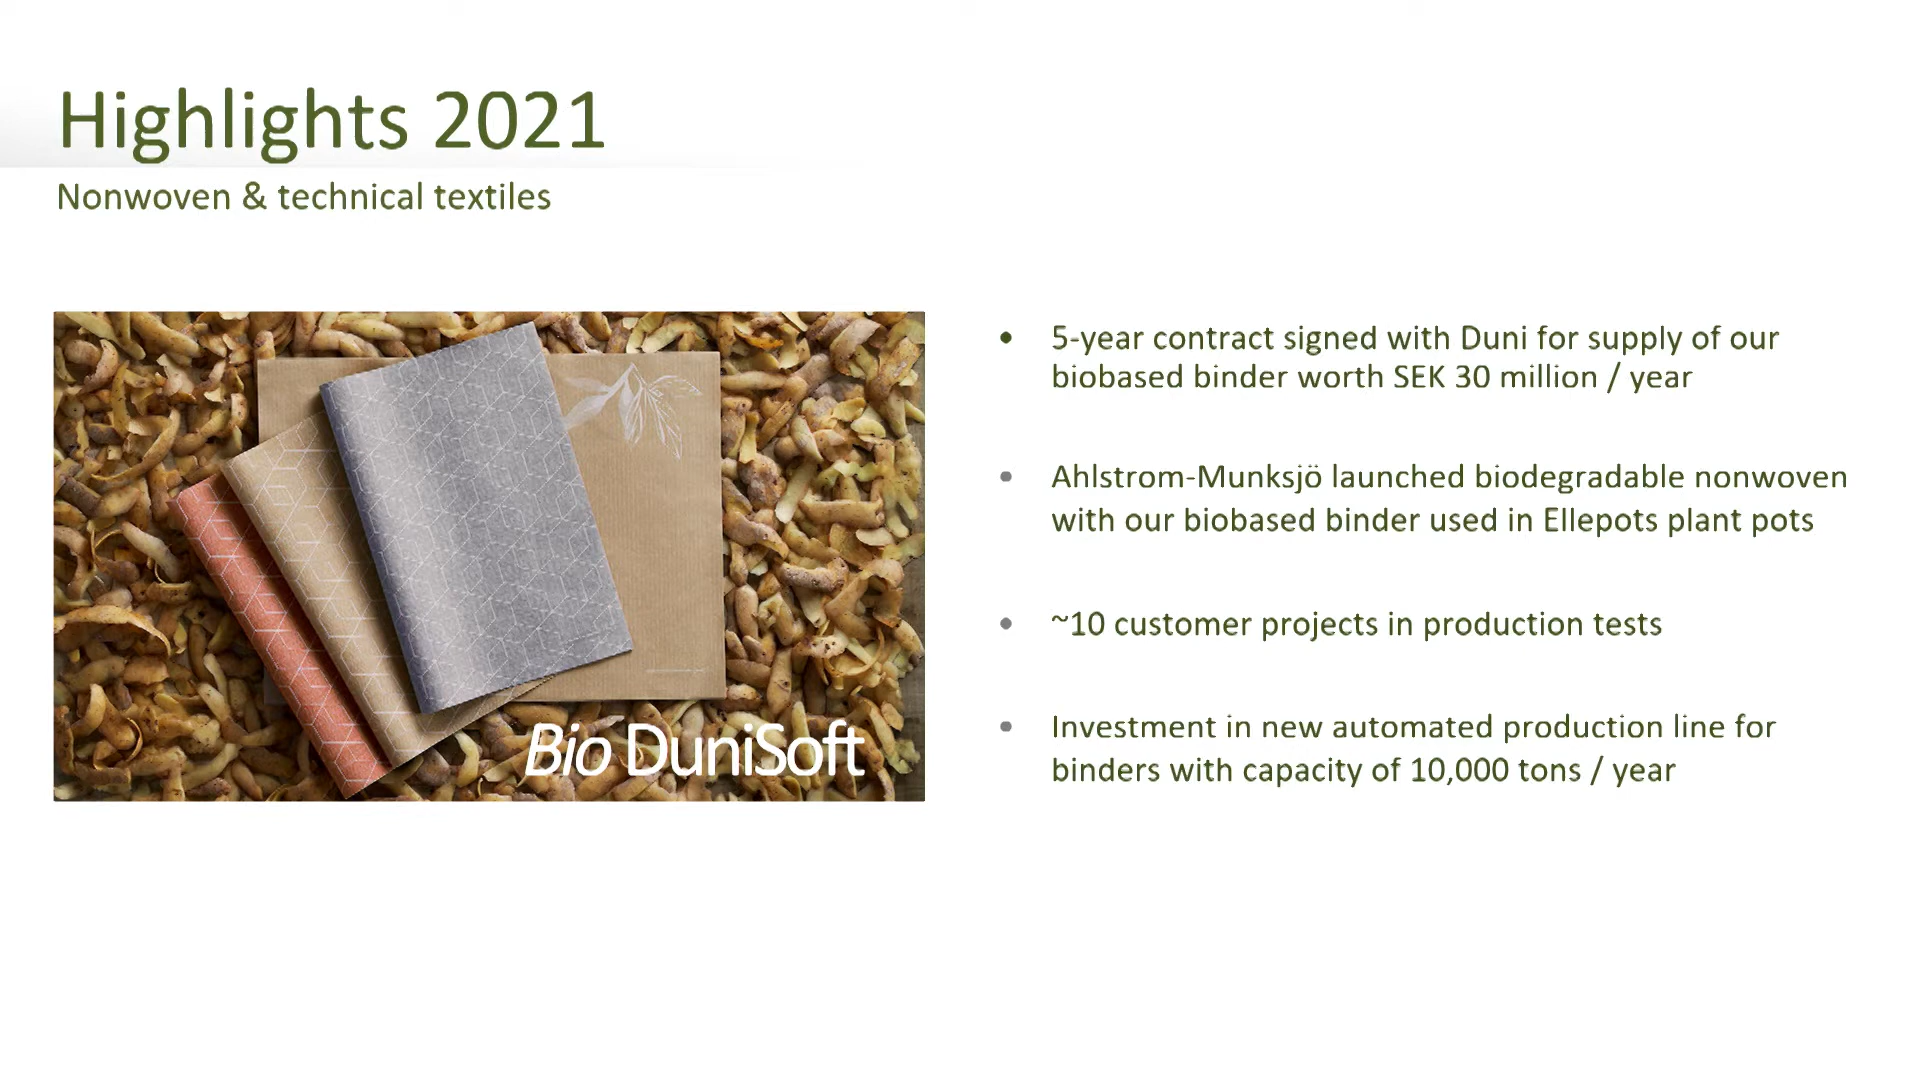 Highlights 2021
Nonwoven & technical textiles
Bio DuniSoft
• 5-year contract signed with Duni for supply of our
biobased binder worth SEK 30 million / year
• Ahlstrom-Munksjö launched biodegradable nonwoven
with our biobased binder used in Ellepots plant pots
• ~10 customer projects in production tests
• Investment in new automated production line for
binders with capacity of 10,000 tons / year